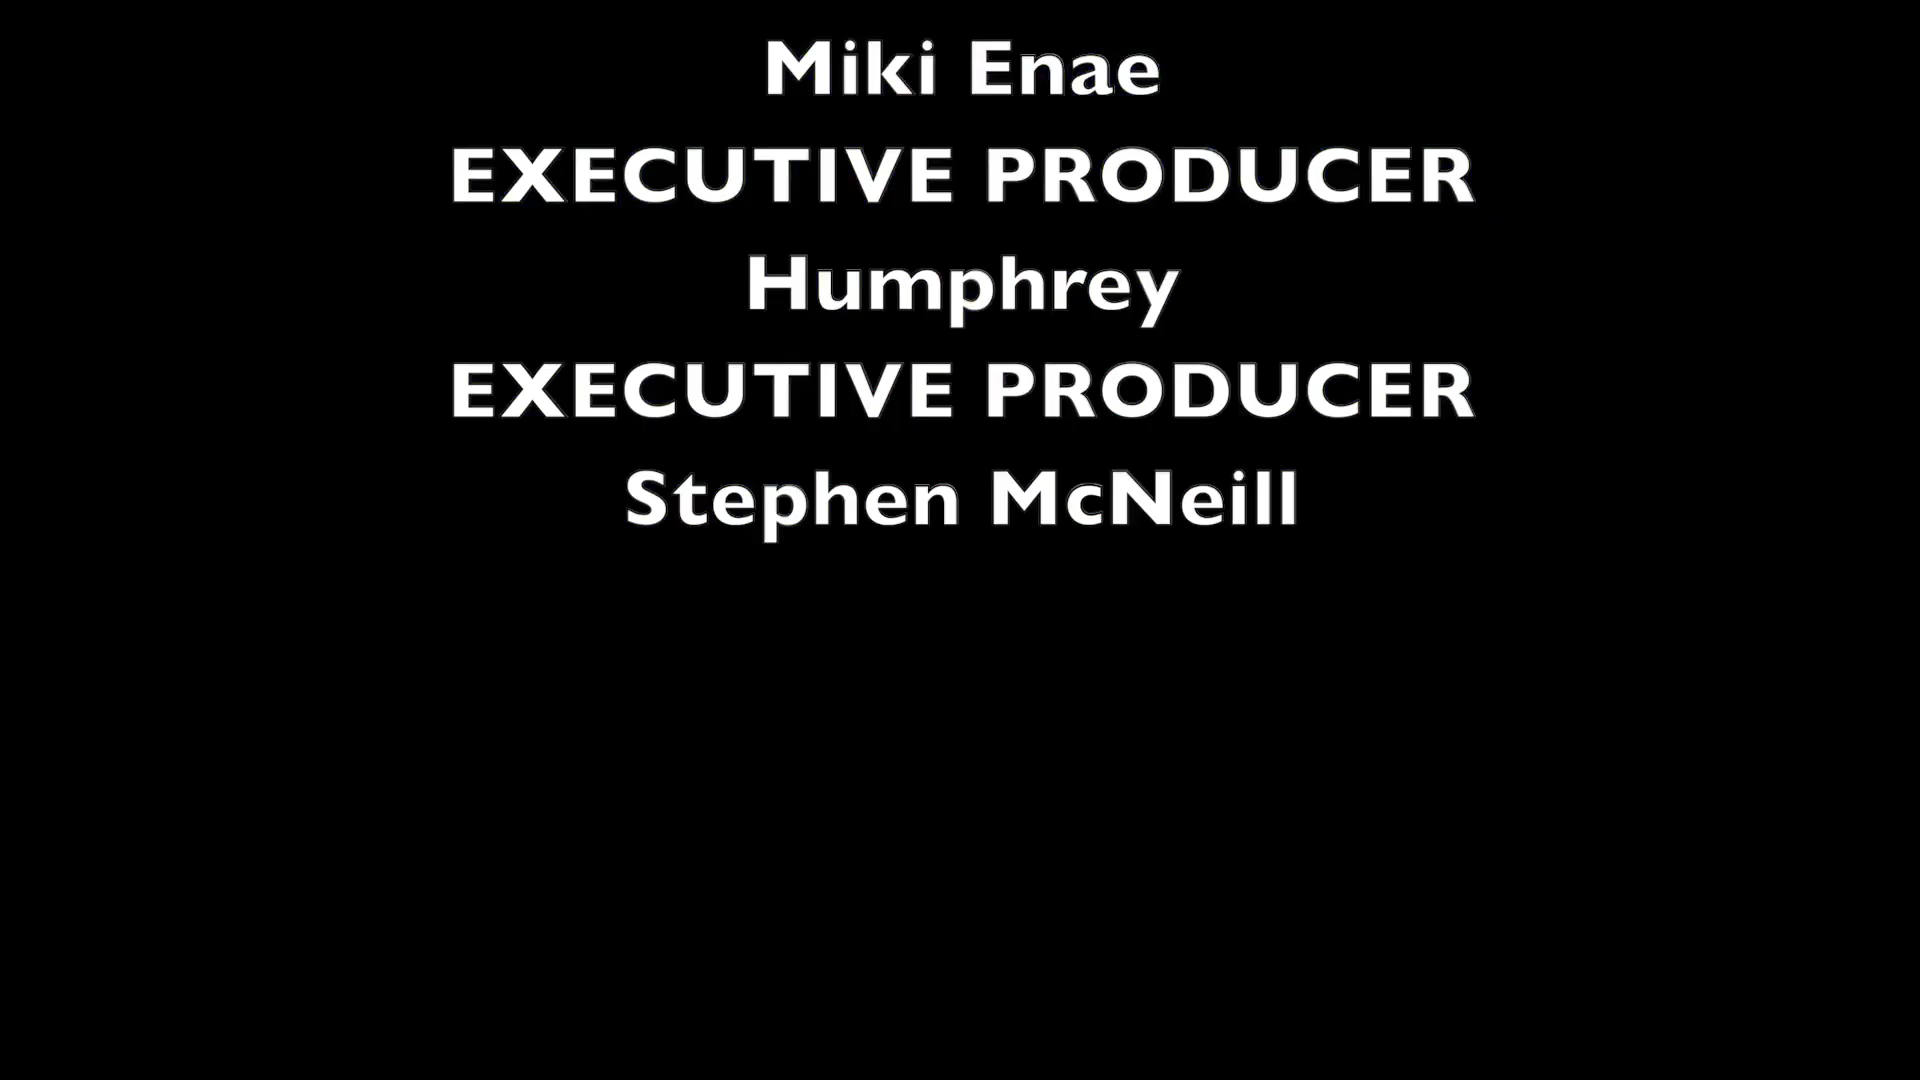 Miki Enae
EXECUTIVE PRODUCER
Humphrey
EXECUTIVE PRODUCER
Stephen McNeill